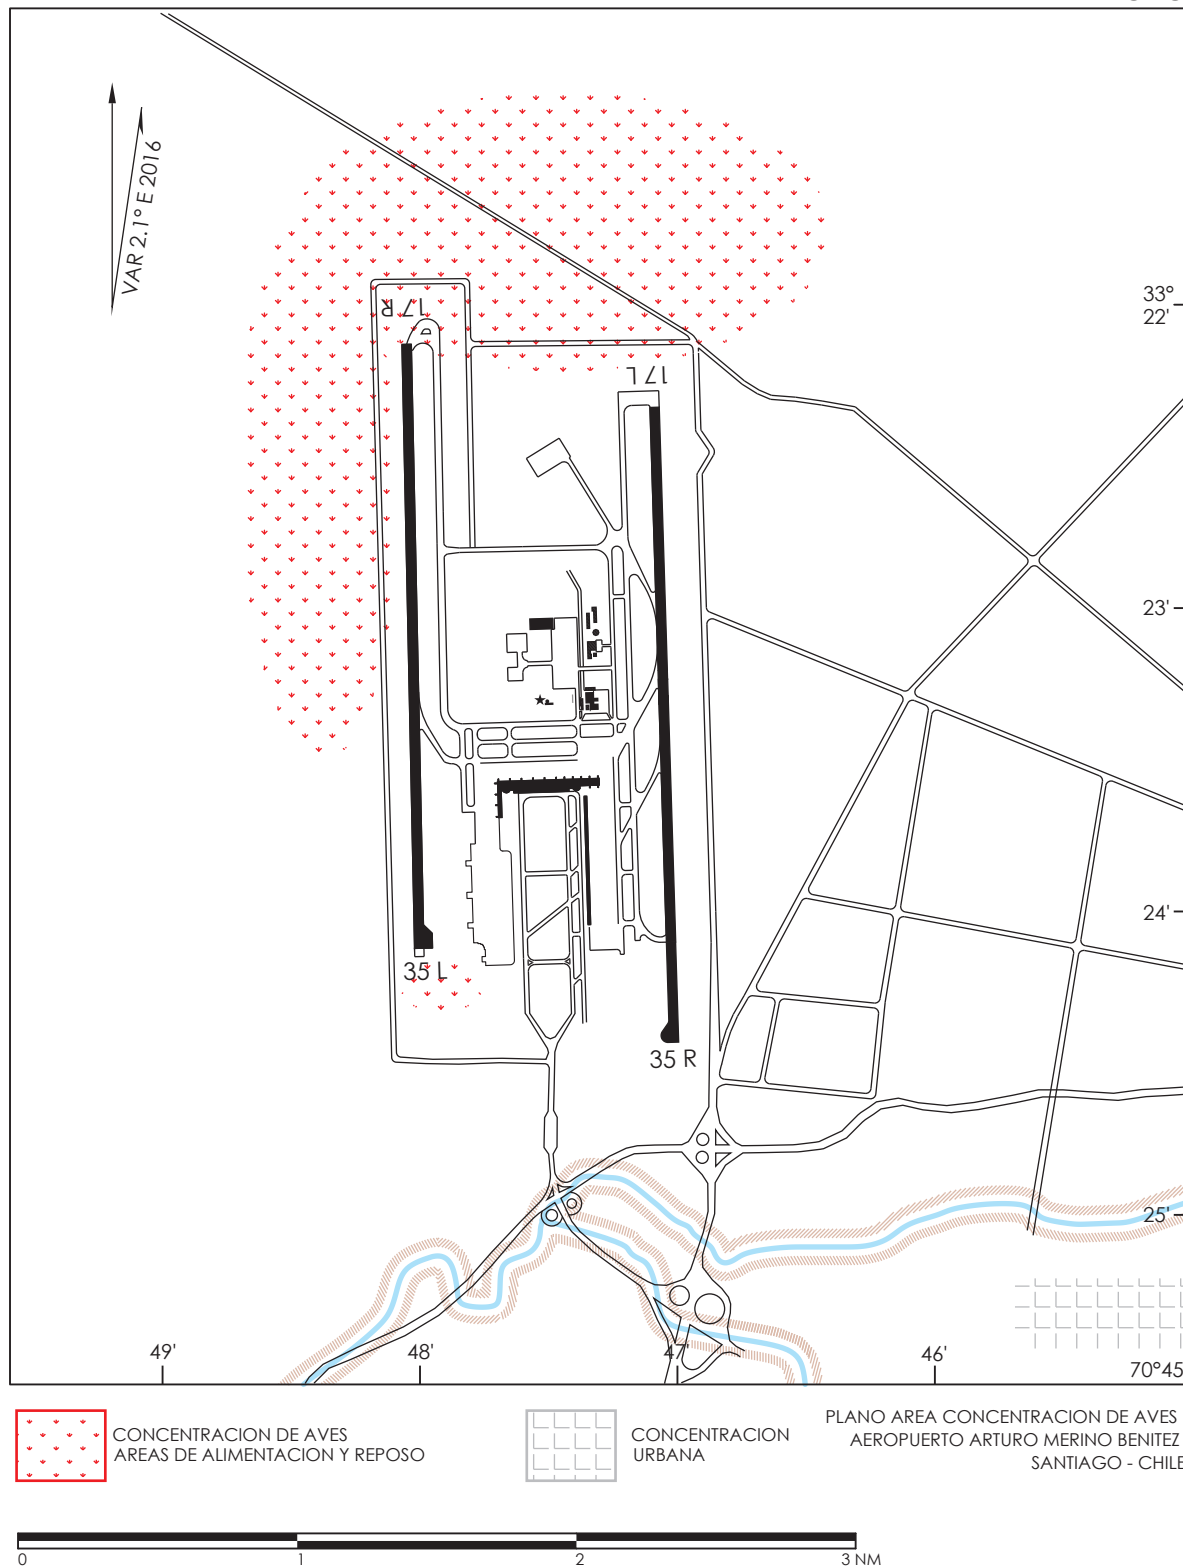 VAR 2.1° E 2016
17 R
17 L
33°
22'
23'
24'
35 L
35 R
25'
49'
48'
47'
46'
70°45
CONCENTRACION DE AVES
AREAS DE ALIMENTACION Y REPOSO
CONCENTRACION
URBANA
PLANO AREA CONCENTRACION DE AVES
AEROPUERTO ARTURO MERINO BENITEZ
SANTIAGO - CHILE
0 1 2 3 NM